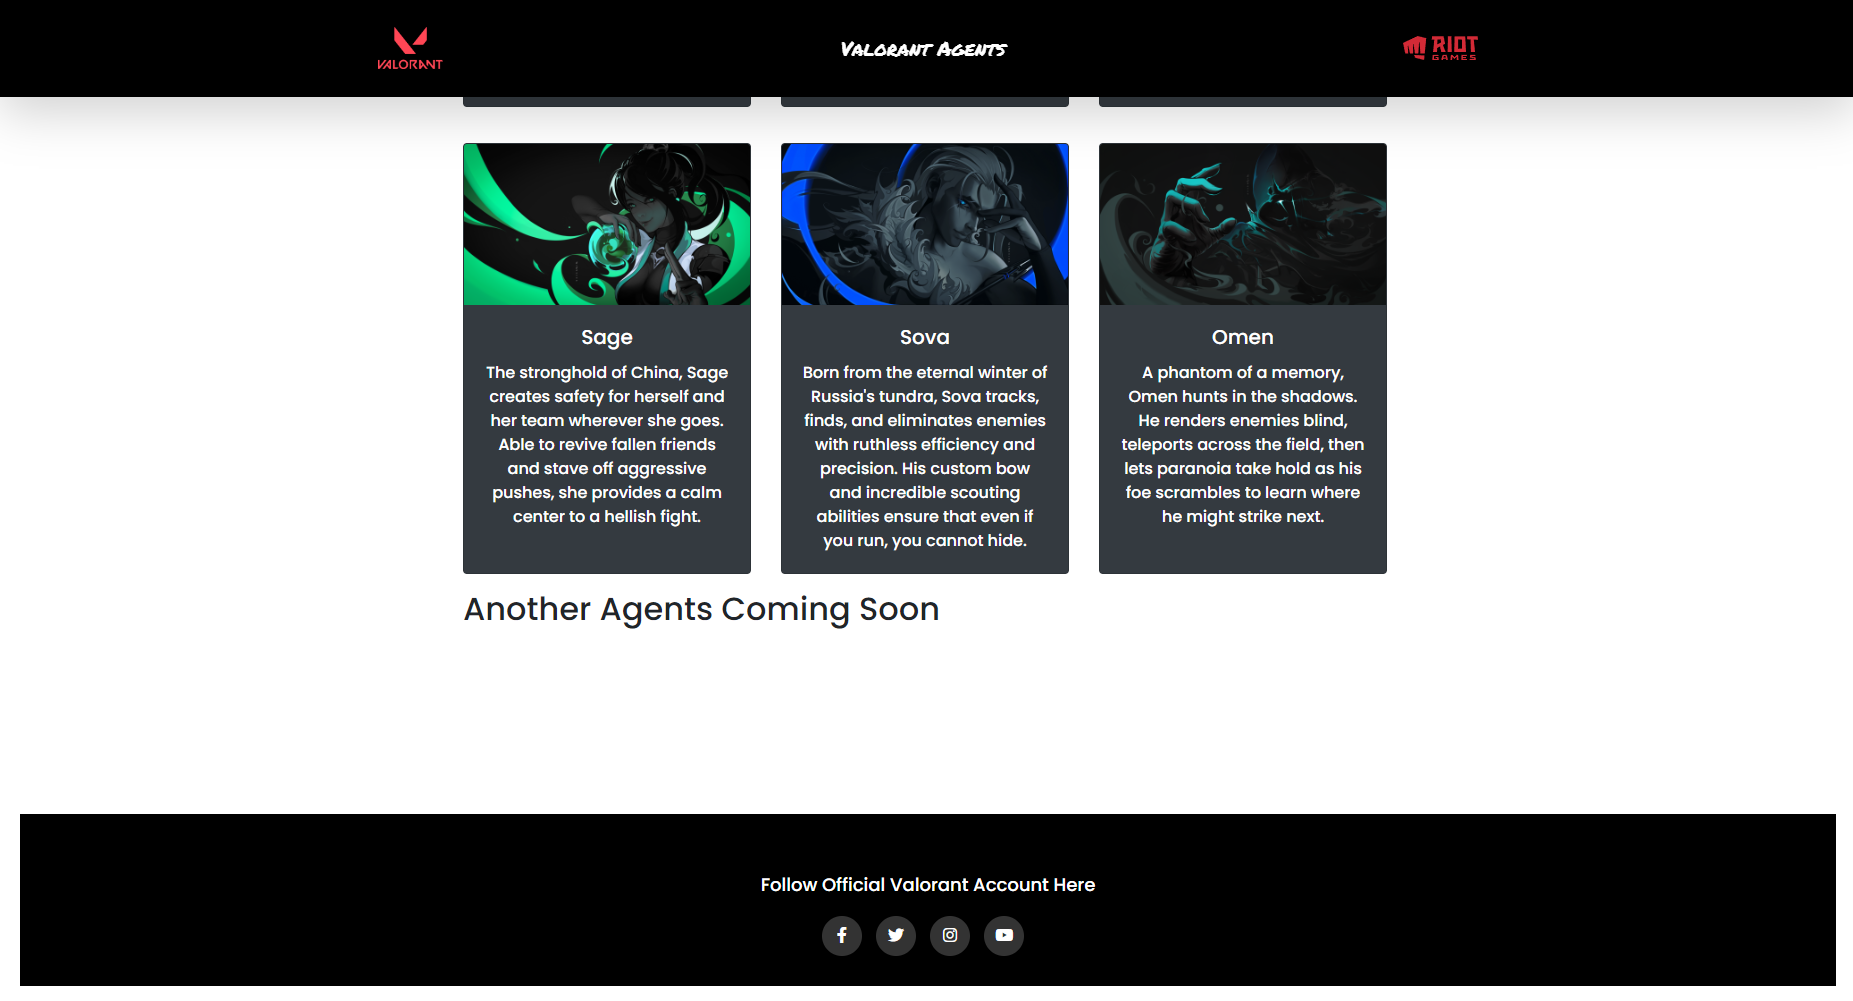 VALORANT
Valorant Agents
RIOT
GAMES
Sage
The stronghold of China, Sage
creates safety for herself and
her team wherever she goes.
Able to revive fallen friends
and stave off aggressive
pushes, she provides a calm
center to a hellish fight.
Sova
Born from the eternal winter of
Russia's tundra, Sova tracks,
finds, and eliminates enemies
with ruthless efficiency and
precision. His custom bow
and incredible scouting
abilities ensure that even if
you run, you cannot hide.
Omen
A phantom of a memory,
Omen hunts in the shadows.
He renders enemies blind,
teleports across the field, then
lets paranoia take hold as his
foe scrambles to learn where
he might strike next.
Another Agents Coming Soon
Follow Official Valorant Account Here